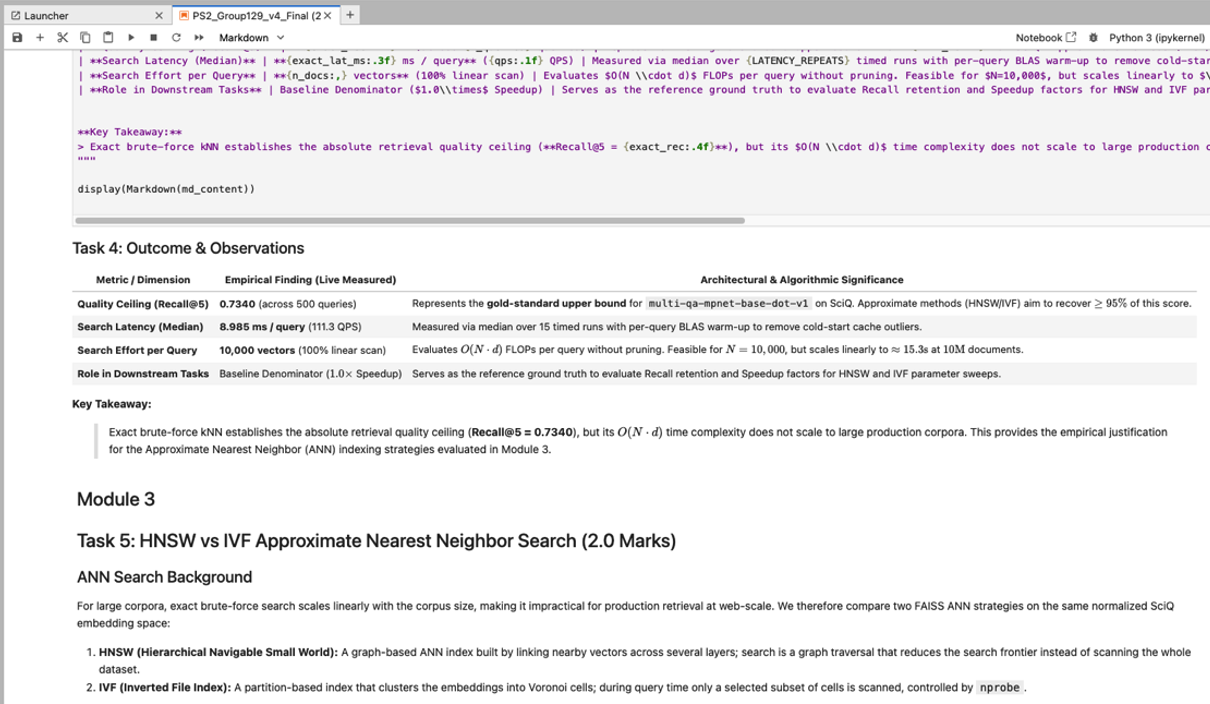 Launcher
PS2_Group129_v4_Final (2
Markdown
Notebook
Python 3 (ipykernel)
| **Search Latency (Median)** | **{exact_lat_ms:.3f} ms / query** ({qps:.1f} QPS) | Measured via median over {LATENCY_REPEATS} timed runs with per-query BLAS warm-up to remove cold-star
| **Search Effort per Query** | **{n_docs:,} vectors** (100% linear scan) | Evaluates $O(N \\cdot d)$ FLOPs per query without pruning. Feasible for $N=10,000$, but scales linearly to $\
| **Role in Downstream Tasks** | Baseline Denominator ($1.0\\times$ Speedup) | Serves as the reference ground truth to evaluate Recall retention and Speedup factors for HNSW and IVF par
**Key Takeaway:**
> Exact brute-force kNN establishes the absolute retrieval quality ceiling (**Recall@5 = {exact_rec:.4f}**), but its $O(N \\cdot d)$ time complexity does not scale to large production c
"""
display(Markdown(md_content))
Task 4: Outcome & Observations
Metric / Dimension Empirical Finding (Live Measured) Architectural & Algorithmic Significance
Quality Ceiling (Recall@5) 0.7340 (across 500 queries) Represents the gold-standard upper bound for multi-qa-mpnet-base-dot-v1 on SciQ. Approximate methods (HNSW/IVF) aim to recover ≥ 95% of this score.
Search Latency (Median) 8.985 ms / query (111.3 QPS) Measured via median over 15 timed runs with per-query BLAS warm-up to remove cold-start cache outliers.
Search Effort per Query 10,000 vectors (100% linear scan) Evaluates O(N · d) FLOPs per query without pruning. Feasible for N = 10,000, but scales linearly to ≈ 15.3s at 10M documents.
Role in Downstream Tasks Baseline Denominator (1.0× Speedup) Serves as the reference ground truth to evaluate Recall retention and Speedup factors for HNSW and IVF parameter sweeps.
Key Takeaway:
Exact brute-force kNN establishes the absolute retrieval quality ceiling (Recall@5 = 0.7340), but its O(N · d) time complexity does not scale to large production corpora. This provides the empirical justification
for the Approximate Nearest Neighbor (ANN) indexing strategies evaluated in Module 3.
Module 3
Task 5: HNSW vs IVF Approximate Nearest Neighbor Search (2.0 Marks)
ANN Search Background
For large corpora, exact brute-force search scales linearly with the corpus size, making it impractical for production retrieval at web-scale. We therefore compare two FAISS ANN strategies on the same normalized SciQ
embedding space:
1. HNSW (Hierarchical Navigable Small World): A graph-based ANN index built by linking nearby vectors across several layers; search is a graph traversal that reduces the search frontier instead of scanning the whole
dataset.
2. IVF (Inverted File Index): A partition-based index that clusters the embeddings into Voronoi cells; during query time only a selected subset of cells is scanned, controlled by nprobe.